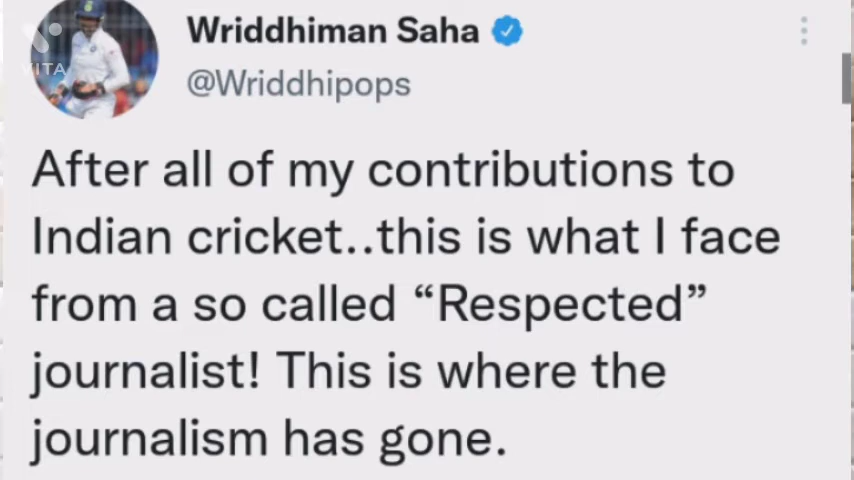 Wriddhiman Saha
@Wriddhipops
VITA
After all of my contributions to
Indian cricket..this is what I face
from a so called “Respected”
journalist! This is where the
journalism has gone.